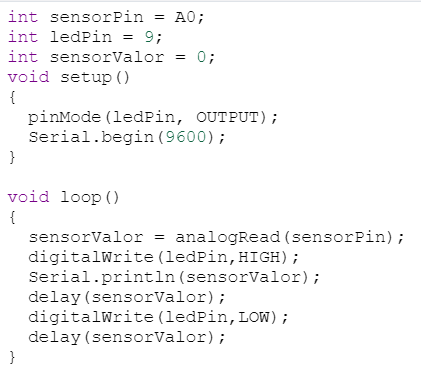 int sensorPin = A0;
int ledPin = 9;
int sensorValor = 0;
void setup()
{
  pinMode(ledPin, OUTPUT);
  Serial.begin(9600);
}

void loop()
{
  sensorValor = analogRead(sensorPin);
  digitalWrite(ledPin,HIGH);
  Serial.println(sensorValor);
  delay(sensorValor);
  digitalWrite(ledPin,LOW);
  delay(sensorValor);
}